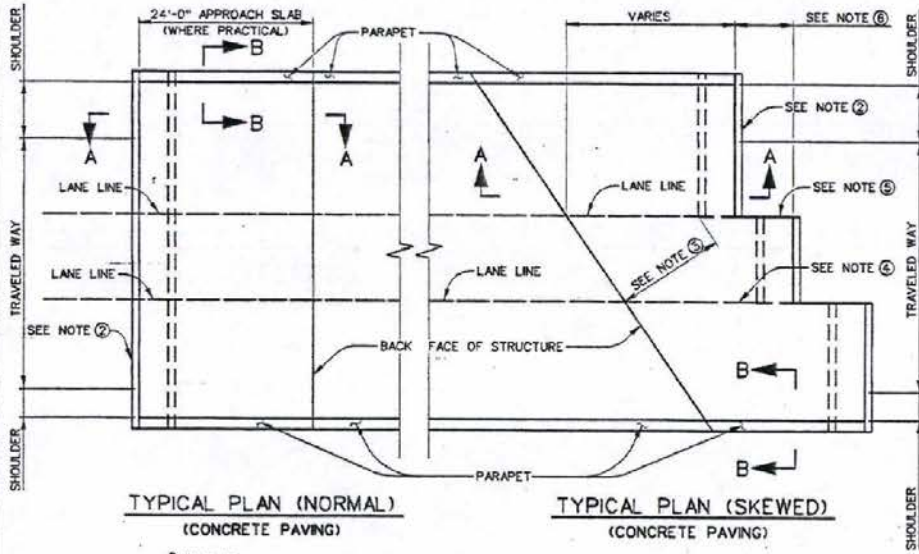 SHOULDER
24'-0" APPROACH SLAB
(WHERE PRACTICAL)
B
PARAPET
VARIES
SEE NOTE ⑥
SHOULDER
B
SEE NOTE ②
A
A
A
A
LANE LINE
LANE LINE
SEE NOTE ⑤
TRAVELED WAY
LANE LINE
LANE LINE
SEE NOTE ③
SEE NOTE ④
TRAVELED WAY
SEE NOTE ②
BACK FACE OF STRUCTURE
B
SHOULDER
PARAPET
B
SHOULDER
TYPICAL PLAN (NORMAL)
(CONCRETE PAVING)
TYPICAL PLAN (SKEWED)
(CONCRETE PAVING)